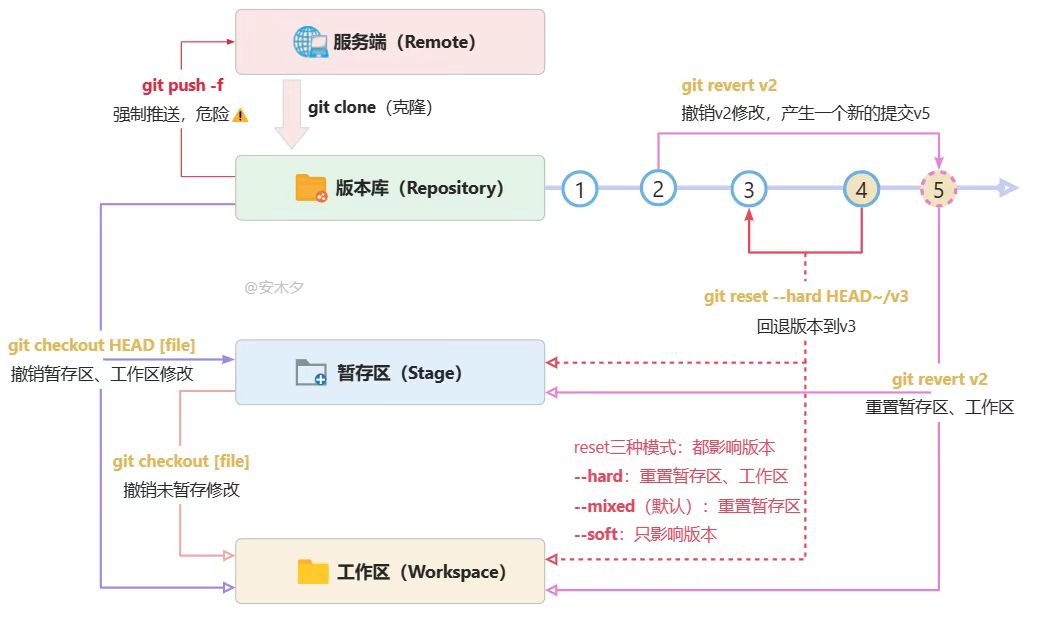 服务端（Remote）
git push -f
强制推送，危险
git clone（克隆）
git revert v2
撤销v2修改，产生一个新的提交v5
版本库（Repository）
1
2
3
4
5
@安木夕
git reset --hard HEAD~/v3
回退版本到v3
git checkout HEAD [file]
撤销暂存区、工作区修改
暂存区（Stage）
git revert v2
重置暂存区、工作区
git checkout [file]
撤销未暂存修改
reset三种模式：都影响版本
--hard：重置暂存区、工作区
--mixed（默认）：重置暂存区
--soft：只影响版本
工作区（Workspace）